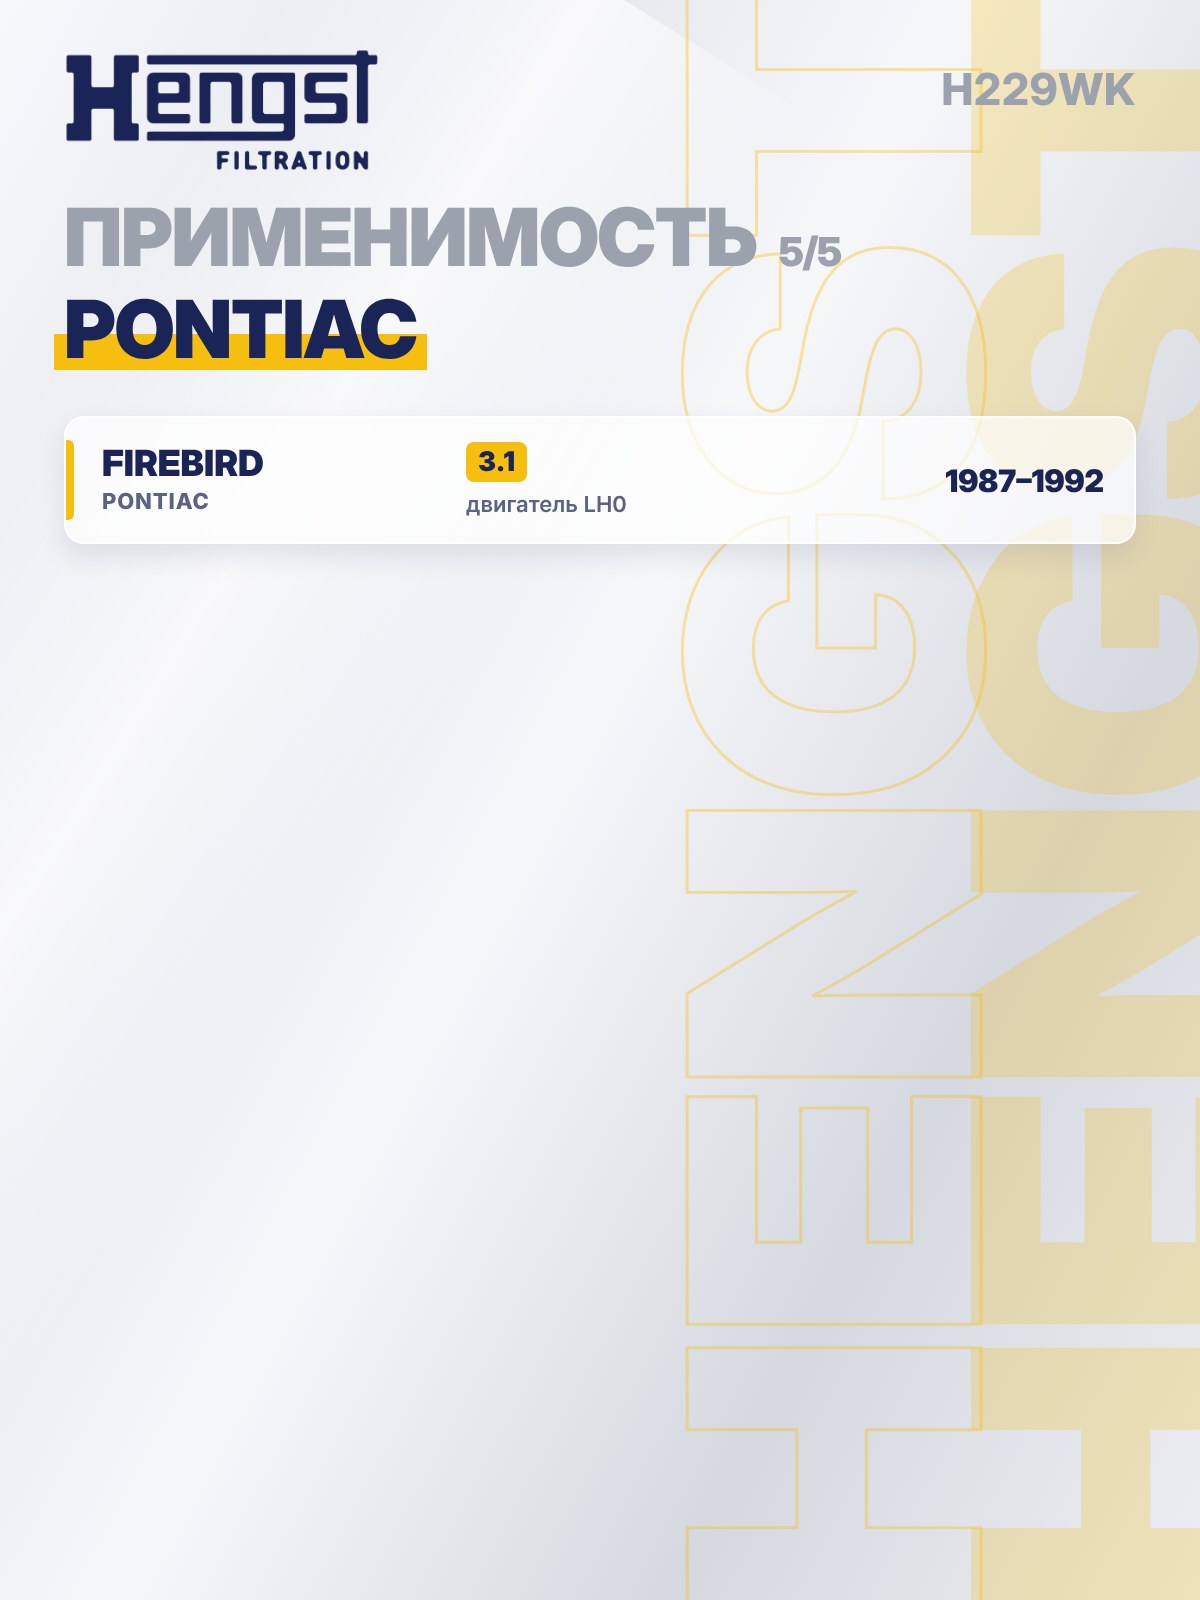 Hengst
FILTRATION
H229WK
ПРИМЕНИМОСТЬ 5/5
PONTIAC
FIREBIRD
PONTIAC
3.1
двигатель LH0
1987–1992
HENGST
HENGST